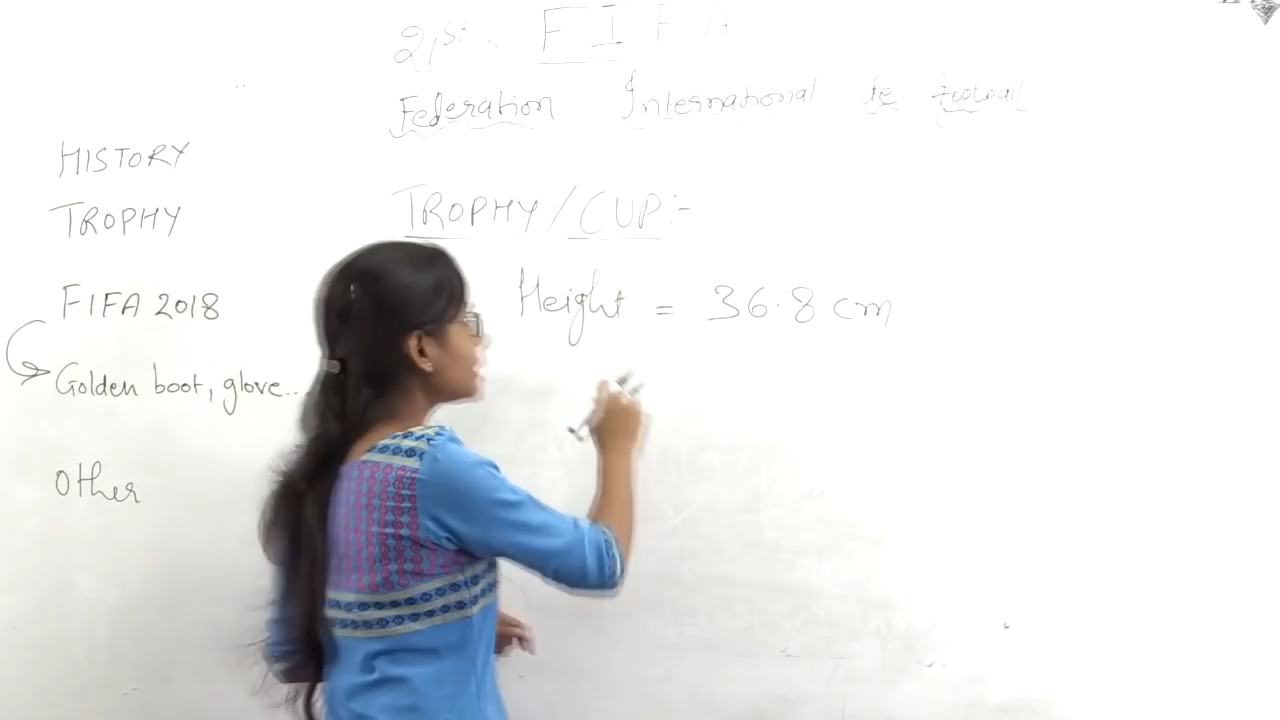 21st. FIFA
Federation International de football
HISTORY
TROPHY
FIFA 2018
Golden boot, glove..
Other
TROPHY / CUP :-
Height = 36.8 cm